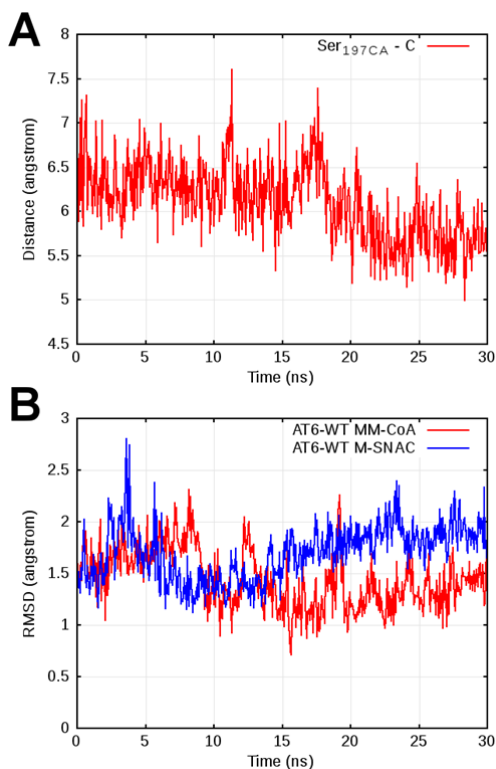 A
Ser197CA - C
8
7.5
7
6.5
6
5.5
5
4.5
Distance (angstrom)
0 5 10 15 20 25 30
Time (ns)
B
AT6-WT MM-CoA
AT6-WT M-SNAC
3
2.5
2
1.5
1
0.5
0
RMSD (angstrom)
0 5 10 15 20 25 30
Time (ns)